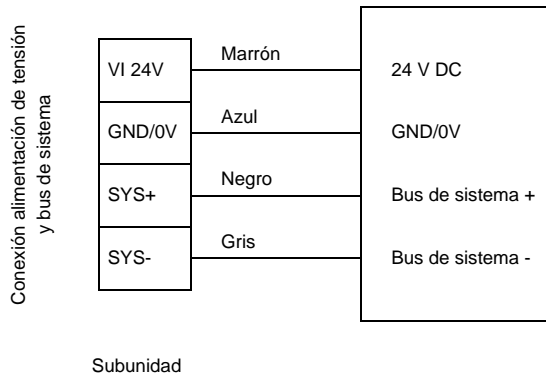 Conexión alimentación de tensión
y bus de sistema
VI 24V
Marrón
24 V DC
GND/0V
Azul
GND/0V
SYS+
Negro
Bus de sistema +
SYS-
Gris
Bus de sistema -
Subunidad